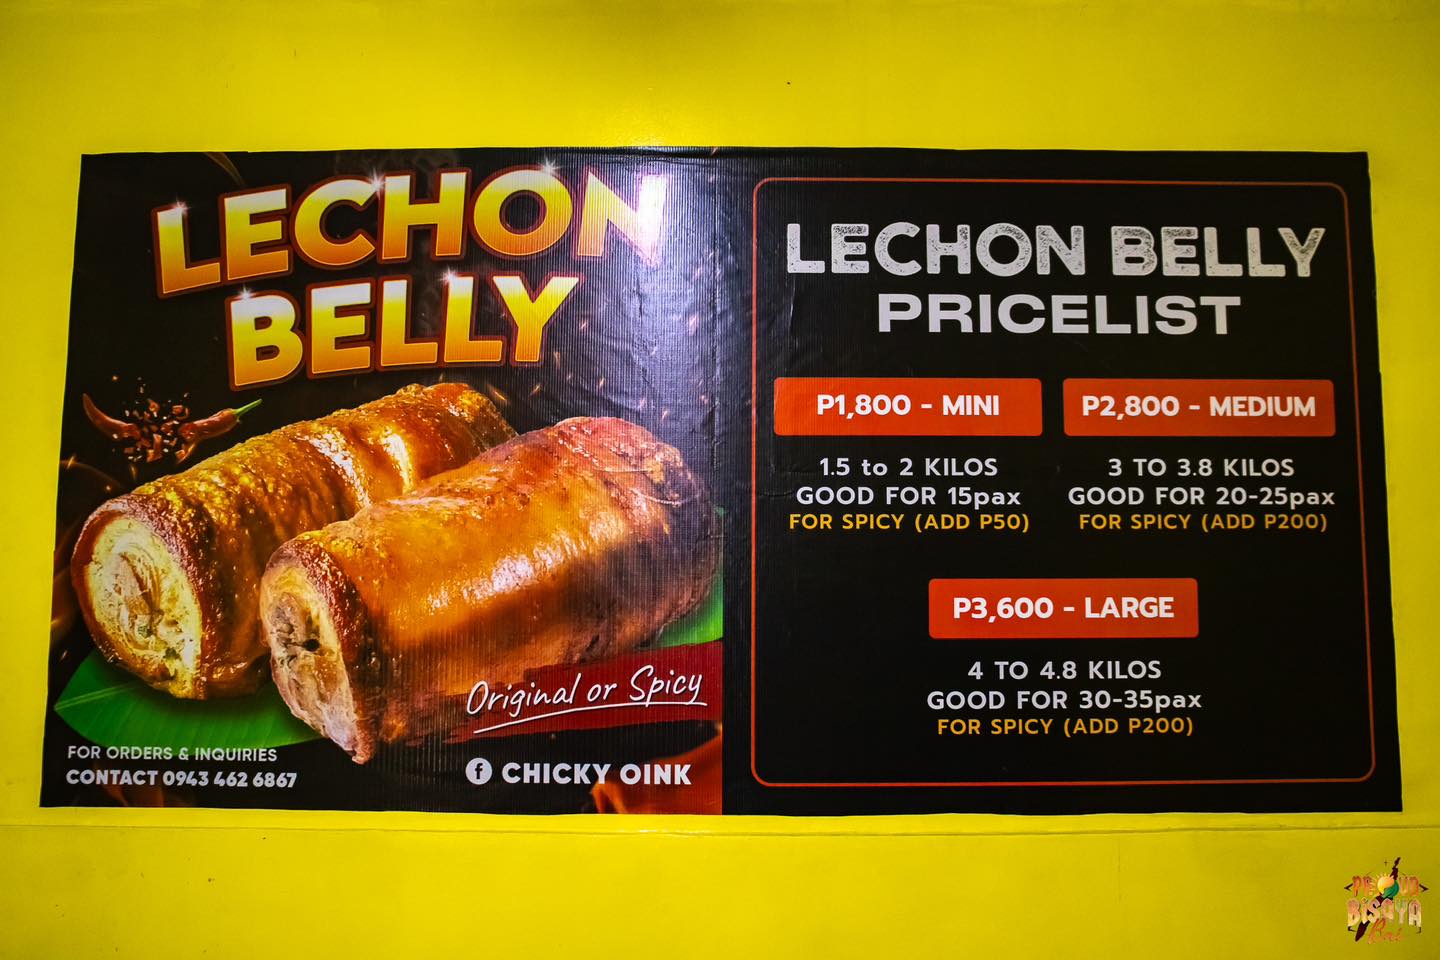 LECHON
BELLY
Original or Spicy
FOR ORDERS & INQUIRIES
CONTACT 0943 462 6867
f CHICKY OINK
LECHON BELLY
PRICELIST
P1,800 - MINI
1.5 to 2 KILOS
GOOD FOR 15pax
FOR SPICY (ADD P50)
P2,800 - MEDIUM
3 TO 3.8 KILOS
GOOD FOR 20-25pax
FOR SPICY (ADD P200)
P3,600 - LARGE
4 TO 4.8 KILOS
GOOD FOR 30-35pax
FOR SPICY (ADD P200)
PROUD
BISAYA
Bai